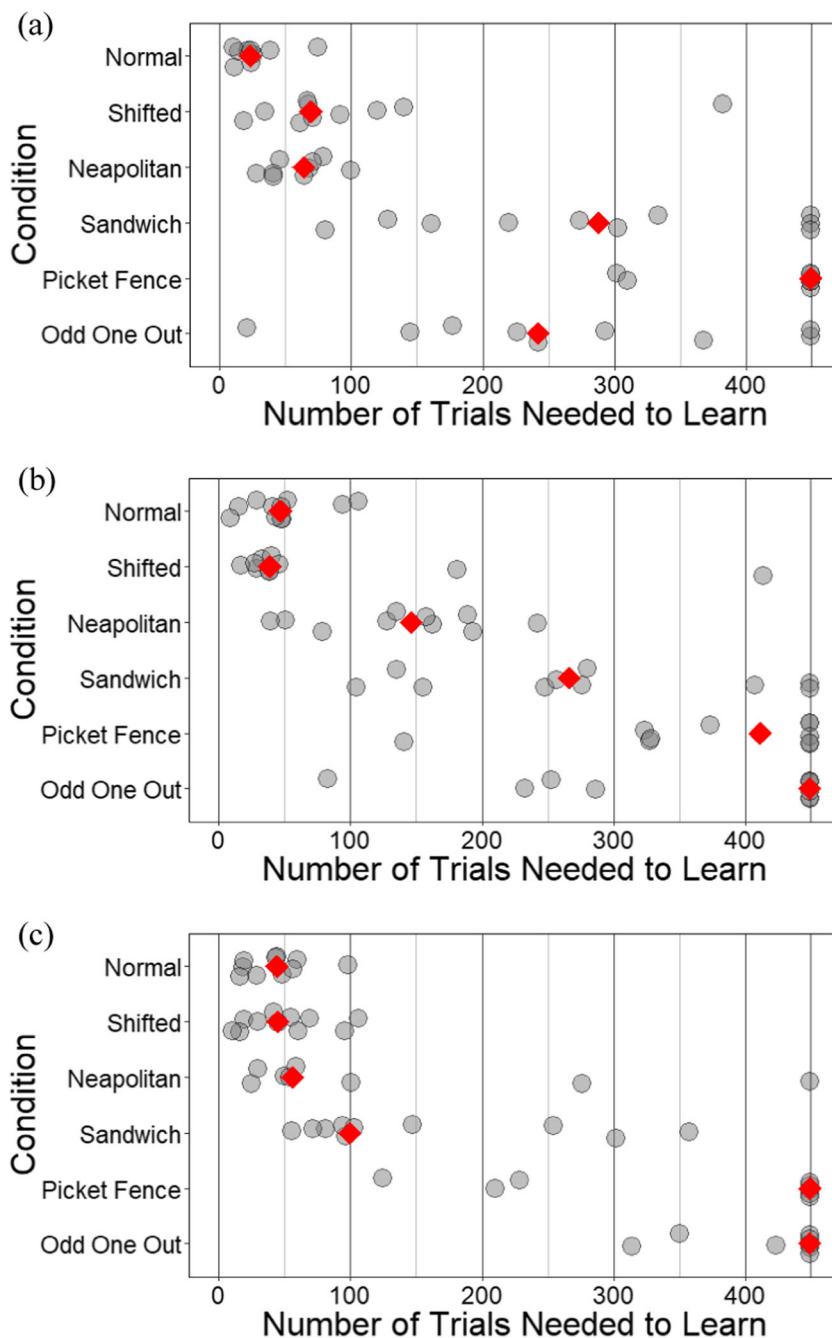 (a)
Condition
Normal
Shifted
Neapolitan
Sandwich
Picket Fence
Odd One Out
0 100 200 300 400
Number of Trials Needed to Learn
(b)
Condition
Normal
Shifted
Neapolitan
Sandwich
Picket Fence
Odd One Out
0 100 200 300 400
Number of Trials Needed to Learn
(c)
Condition
Normal
Shifted
Neapolitan
Sandwich
Picket Fence
Odd One Out
0 100 200 300 400
Number of Trials Needed to Learn